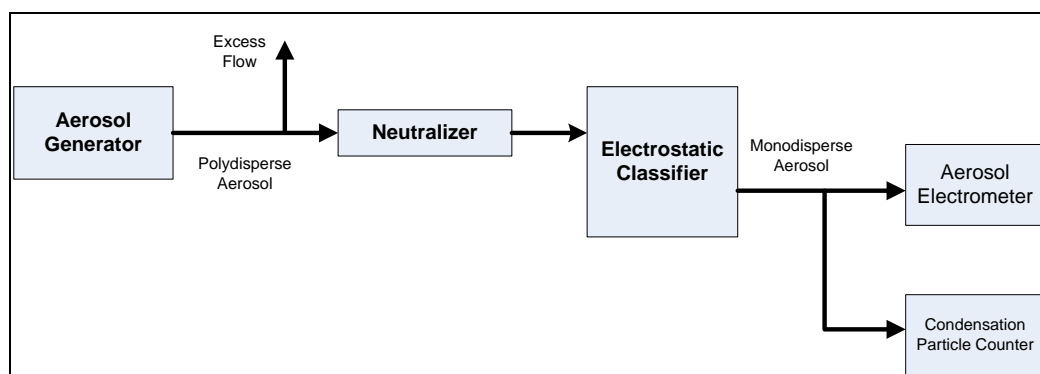 Excess
Flow
Aerosol
Generator
Polydisperse
Aerosol
Neutralizer
Electrostatic
Classifier
Monodisperse
Aerosol
Aerosol
Electrometer
Condensation
Particle Counter